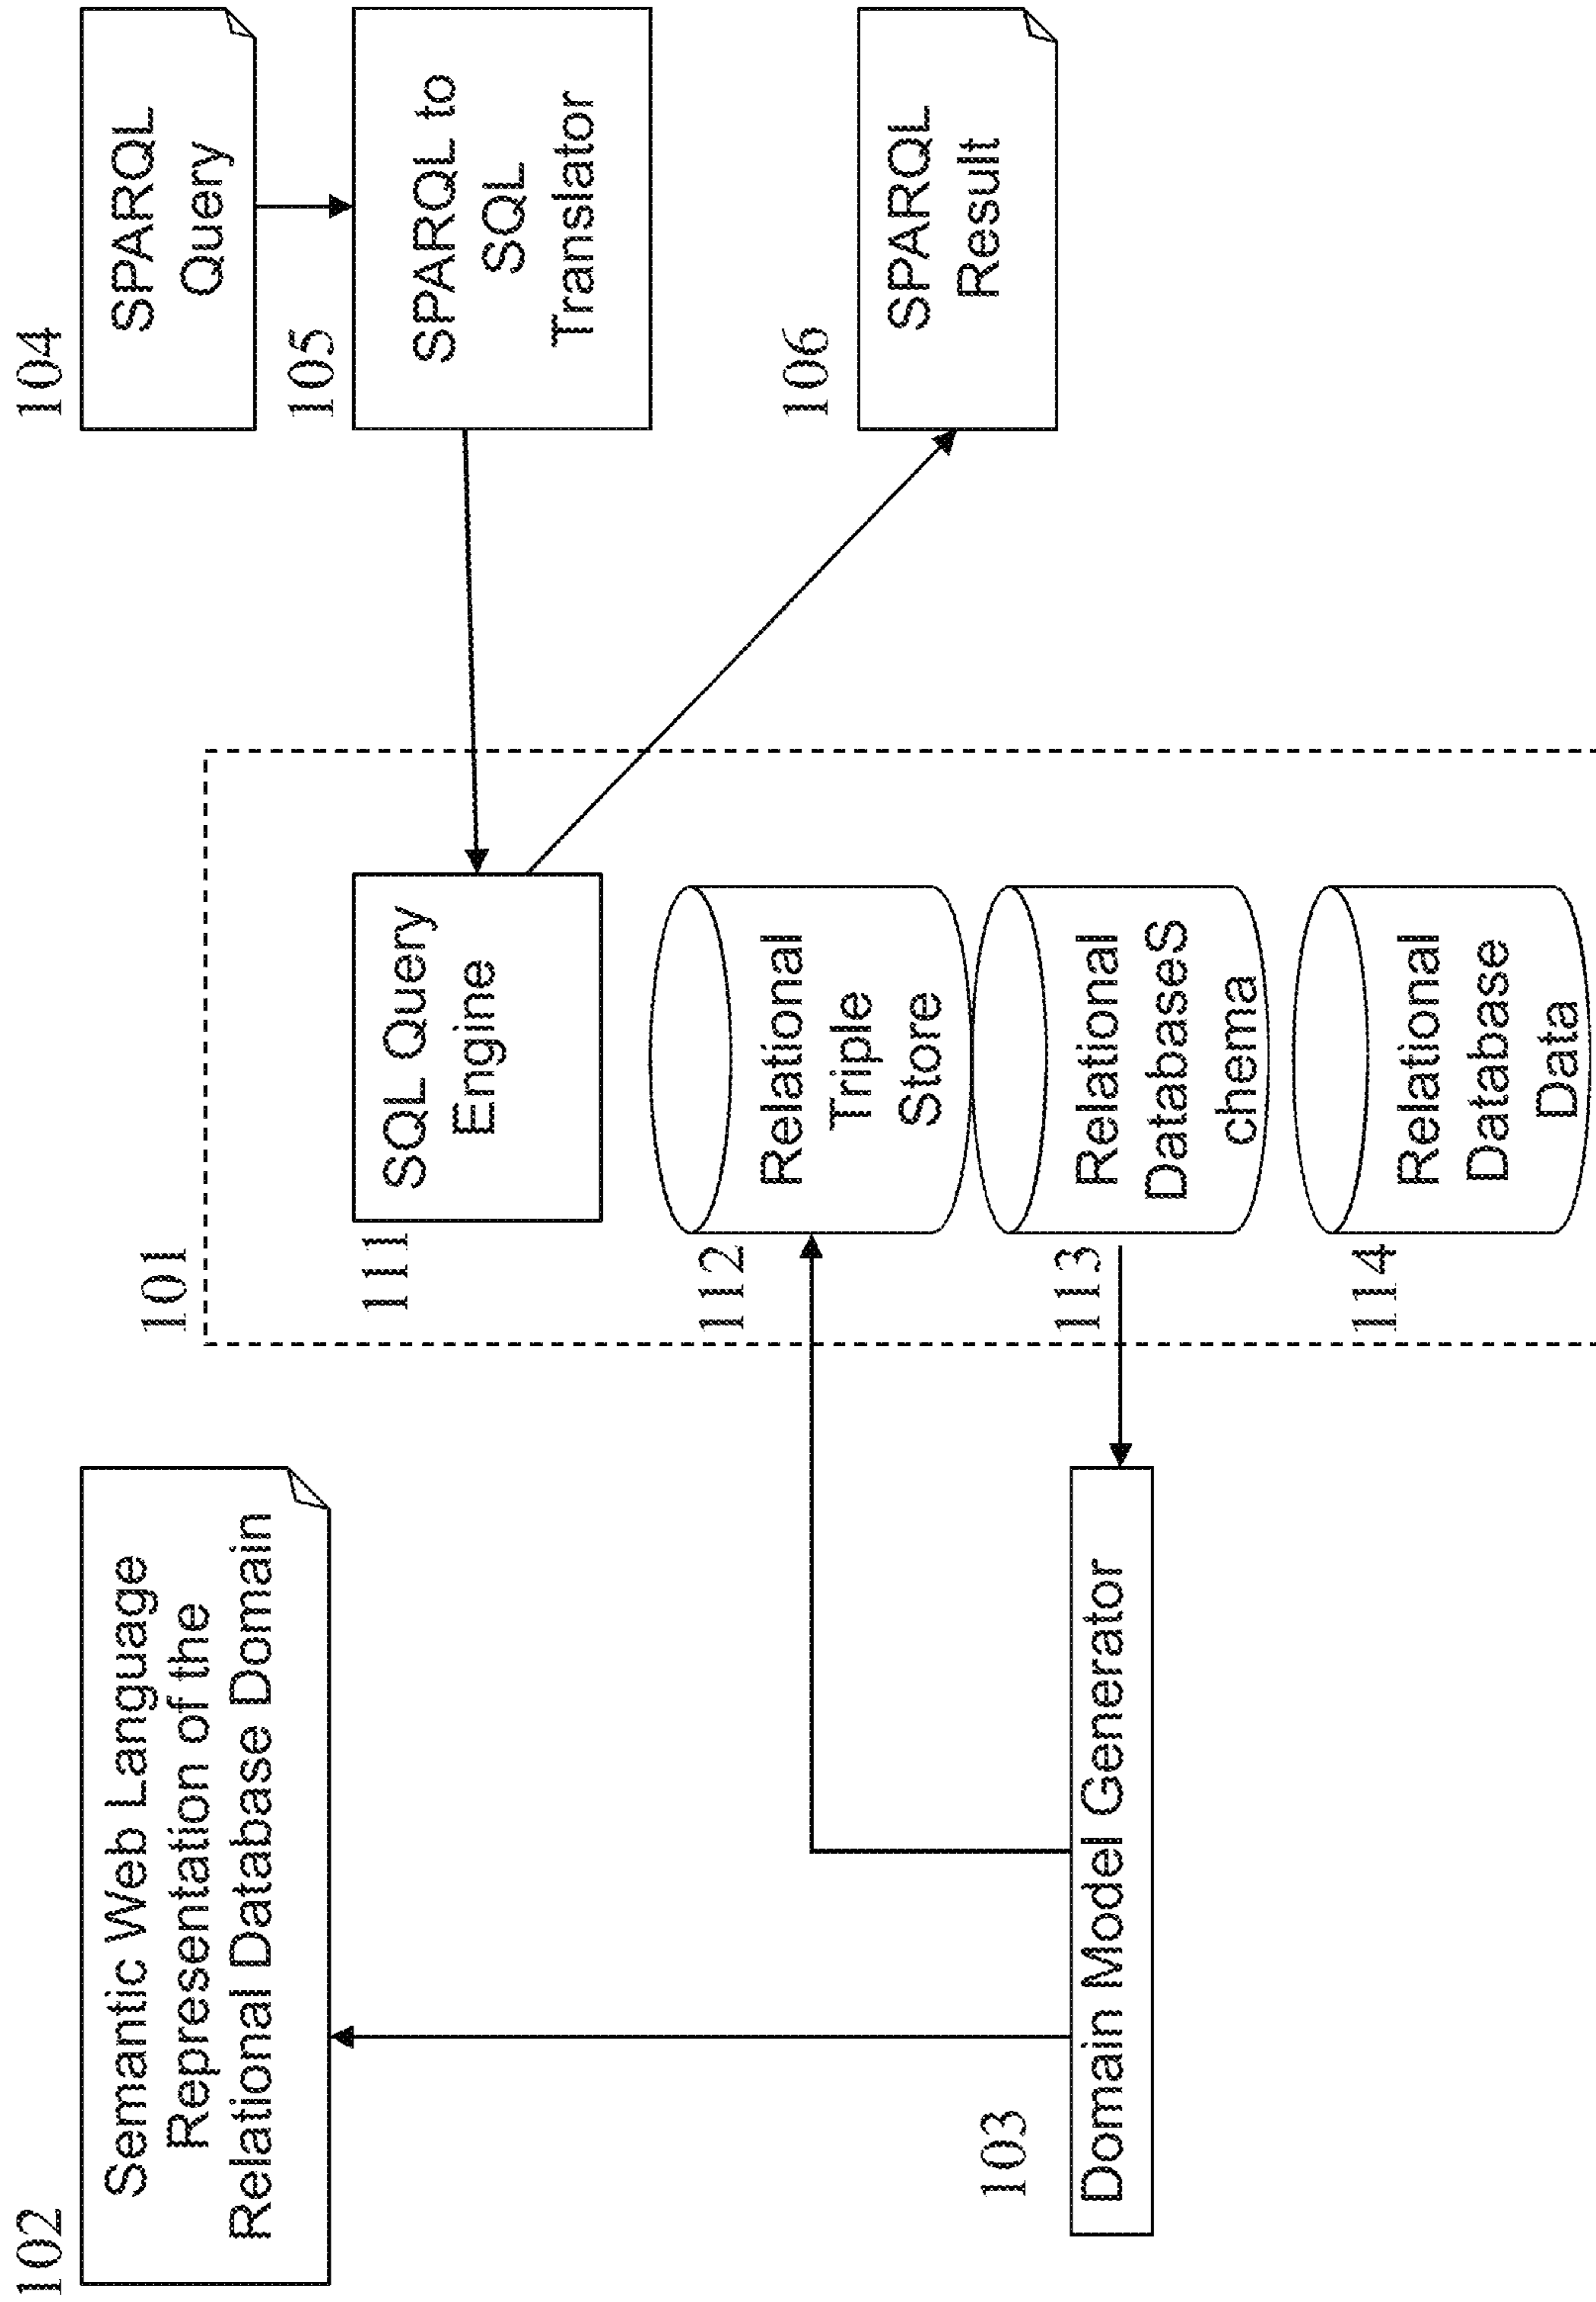 102
Semantic Web Language
Representation of the
Relational Database Domain
103
Domain Model Generator
101
111
SQL Query
Engine
112
Relational
Triple
Store
113
Relational
DatabaseS
chema
114
Relational
Database
Data
104
SPARQL
Query
105
SPARQL to
SQL
Translator
106
SPARQL
Result